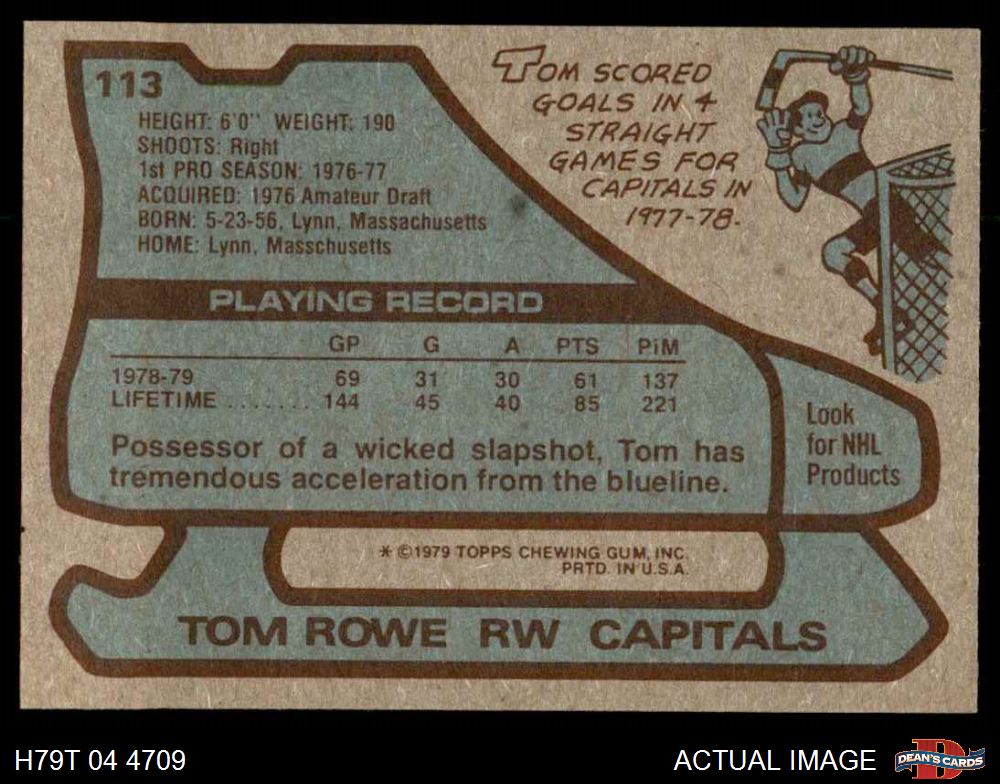 113
HEIGHT: 6'0" WEIGHT: 190
SHOOTS: Right
1st PRO SEASON: 1976-77
ACQUIRED: 1976 Amateur Draft
BORN: 5-23-56, Lynn, Massachusetts
HOME: Lynn, Masschusetts
TOM SCORED
GOALS IN 4
STRAIGHT
GAMES FOR
CAPITALS IN
1977-78.
PLAYING RECORD
GP G A PTS PiM
1978-79 69 31 30 61 137
LIFETIME ........ 144 45 40 85 221
Possessor of a wicked slapshot, Tom has
tremendous acceleration from the blueline.
Look
for NHL
Products
* ©1979 TOPPS CHEWING GUM, INC.
PRTD. IN U.S.A.
TOM ROWE RW CAPITALS
H79T 04 4709
ACTUAL IMAGE
DEAN'S CARDS